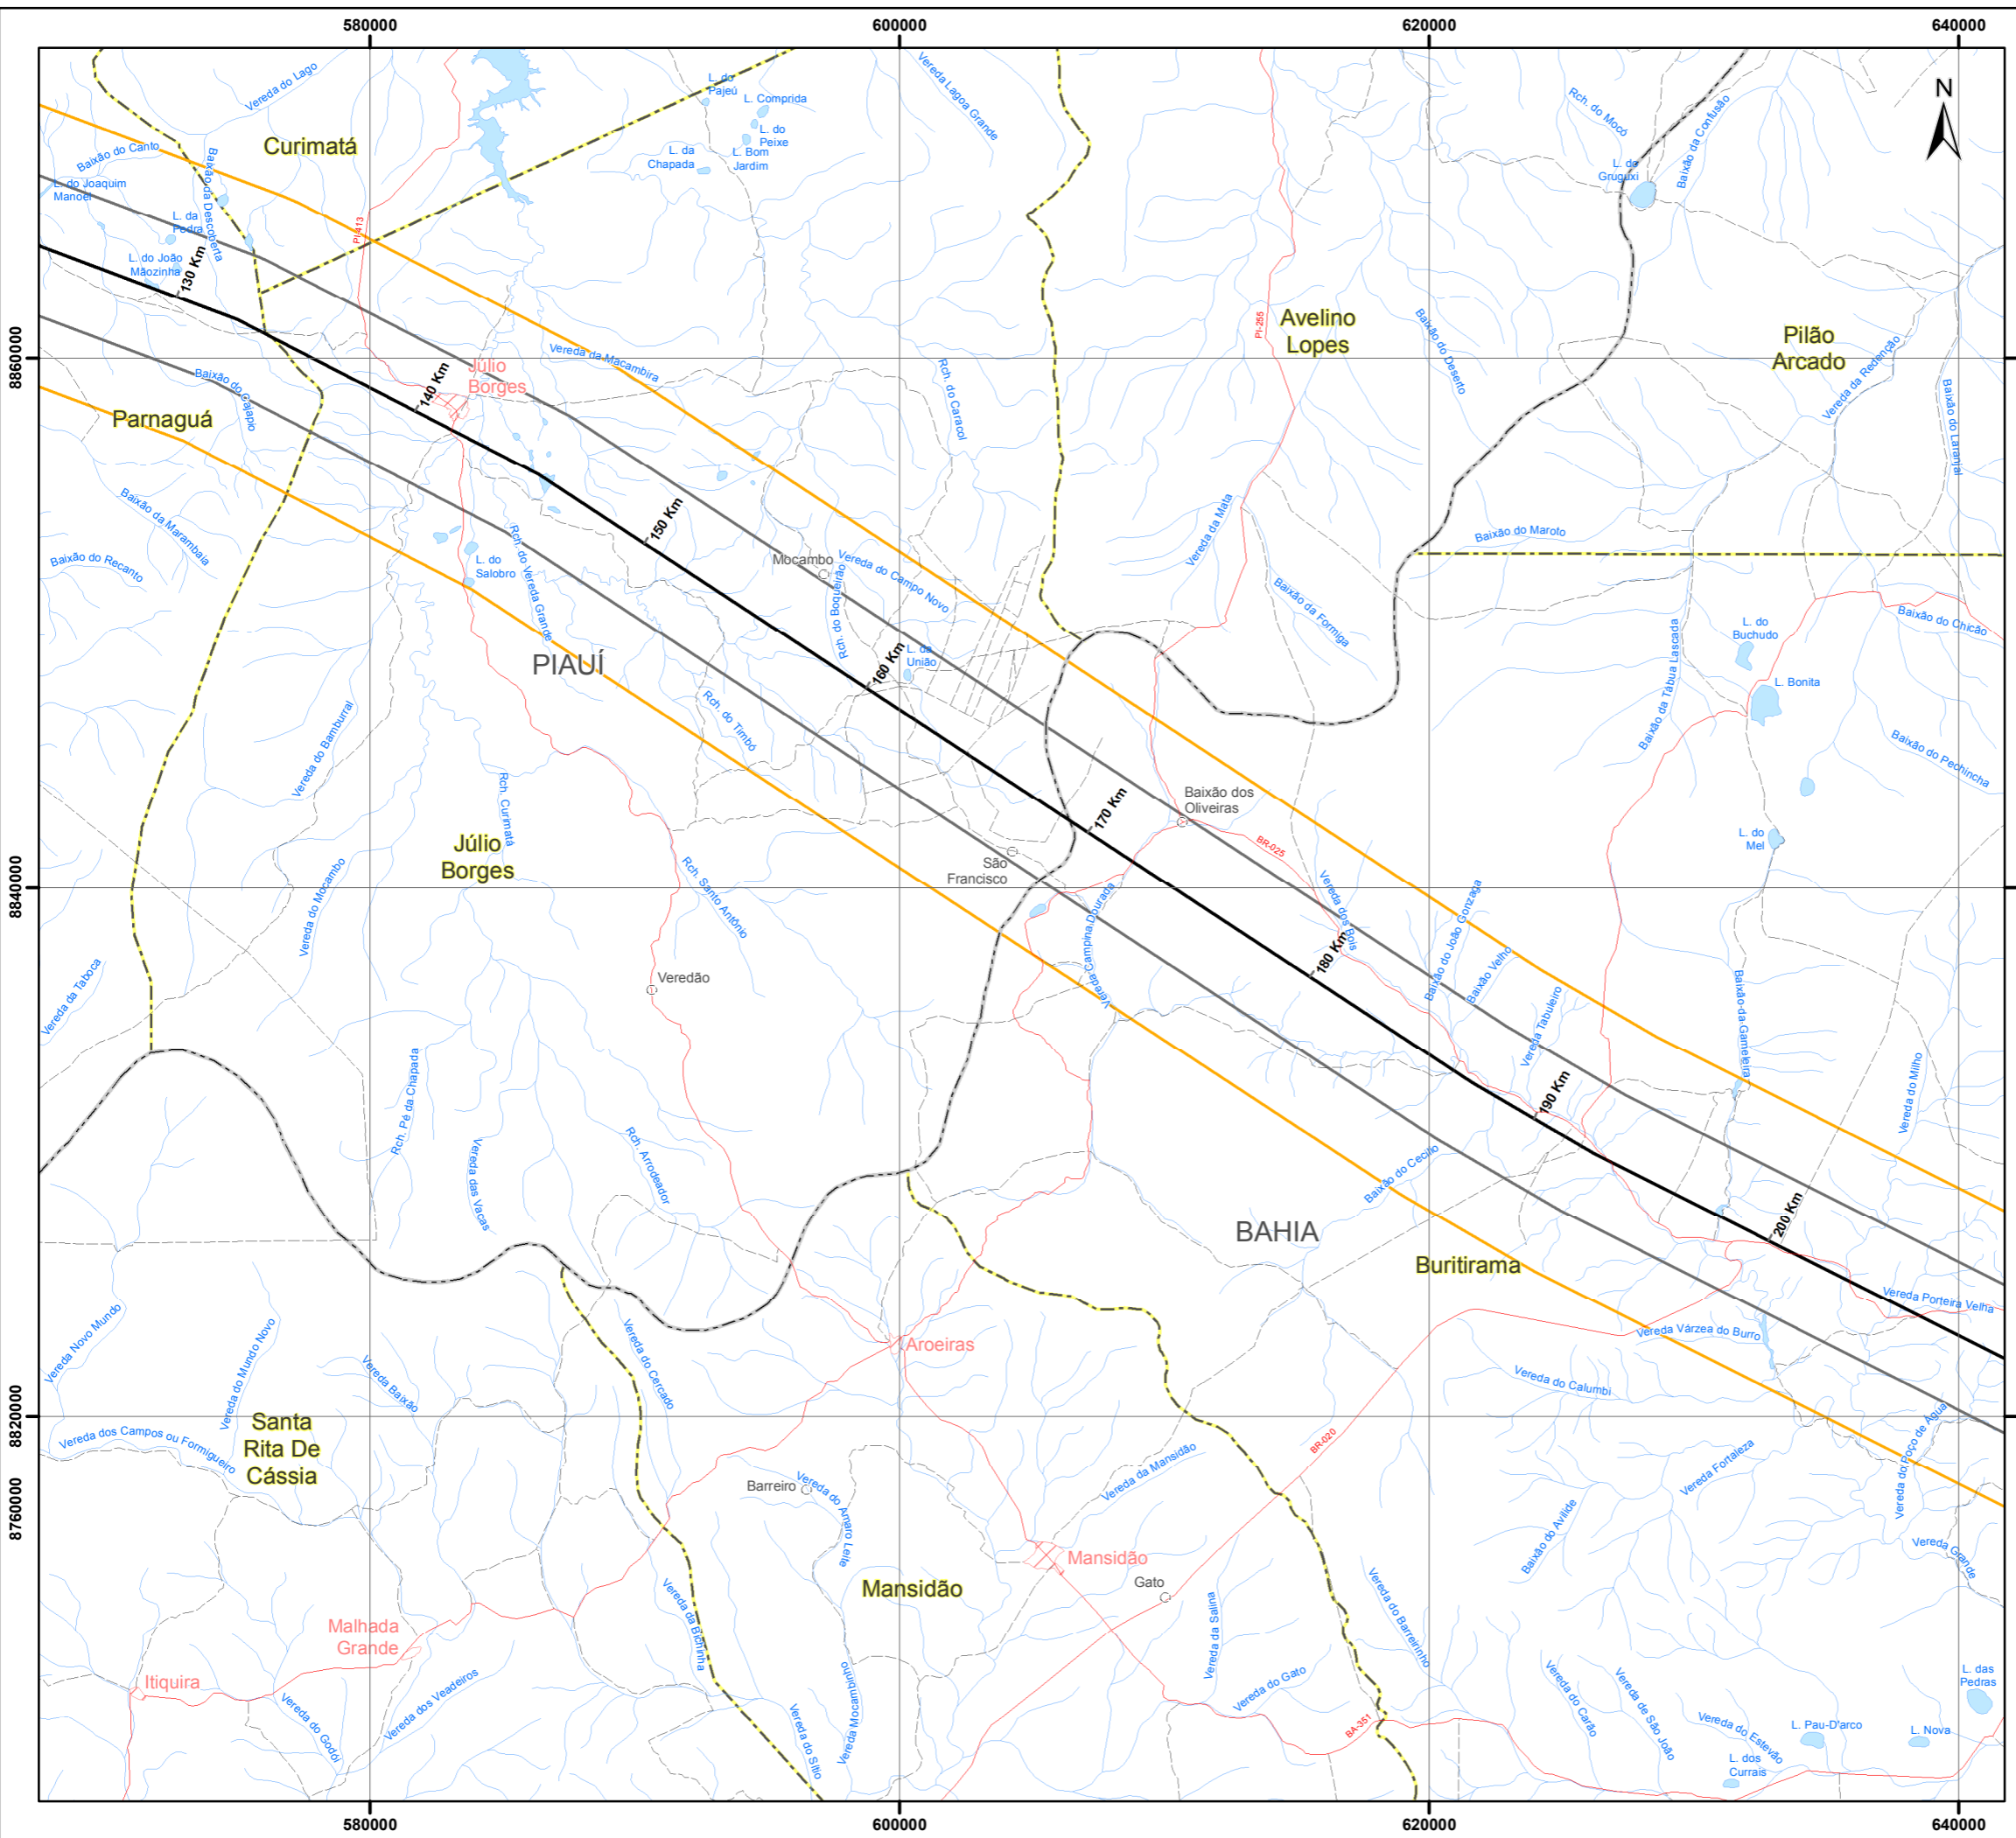 580000
600000
620000
640000
N
Vereda do Lago
Curimatá
L. do
Pajeú
L. Comprida
L. do
Peixe
L. Bom
Jardim
L. da
Chapada
Vereda Lagoa Grande
Rch. do Mocó
Baixão da Confusão
L. de
Gruguxi
Baixão do Canto
Baixão da Descoberta
L. do Joaquim
Manoel
L. da
Pedra
L. do João
Mãozinha
130 Km
PI-413
PI-255
Avelino
Lopes
Pilão
Arcado
Baixão do Deserto
Vereda da Redenção
Baixão do Laranjal
8860000
Vereda da Macambira
Júlio
Borges
140 Km
Baixão do Cajapio
Parnaguá
Rch. do Caracol
Baixão da Marambaia
Baixão do Recanto
150 Km
L. do
Salobro
Rch. do Vereda Grande
Mocambo
Rch. do Boqueirão
Vereda do Campo Novo
Vereda da Mata
Baixão da Formiga
Baixão do Maroto
Baixão do Chicão
L. do
Buchudo
L. Bonita
Baixão da Tábua Lascada
Baixão do Pechincha
PIAUÍ
160 Km
L. da
União
Rch. do Timbó
Vereda do Bamburral
Rch. Curimatá
170 Km
Baixão dos
Oliveiras
BR-025
L. do
Mel
Júlio
Borges
São
Francisco
8840000
Rch. Santo Antônio
Vereda do Mocambo
Vereda da Taboca
Veredão
Vereda Campina Dourada
Vereda dos Bois
180 Km
Baixão do João Gonzaga
Baixão Velho
Vereda Tabuleiro
Baixão da Gameleira
Vereda do Milho
190 Km
Rch. Pé da Chapada
Vereda das Vacas
Rch. Arrodeador
Baixão do Cecílio
200 Km
BAHIA
Buritirama
Vereda Porteira Velha
Vereda Várzea do Burro
Vereda Novo Mundo
Vereda do Mundo Novo
Vereda Baixão
Vereda do Cercado
Aroeiras
Vereda do Calumbi
8820000
Santa
Rita De
Cássia
Vereda dos Campos ou Formigueiro
BR-020
Vereda da Mansidão
Vereda Fortaleza
Vereda do Poço de Água
8760000
Barreiro
Vereda do Amaro Leite
Baixão do Avilide
Vereda Grande
Mansidão
Gato
Mansidão
Vereda da Bichinha
Vereda da Salina
Vereda do Barreirinho
Malhada
Grande
Itiquira
Vereda do Godói
Vereda dos Veadeiros
Vereda do Sítio
Vereda Mocambinho
Vereda do Gato
BA-351
Vereda do Carão
Vereda de São João
Vereda do Estevão
L. dos
Currais
L. Pau-D'arco
L. Nova
L. das
Pedras
580000
600000
620000
640000